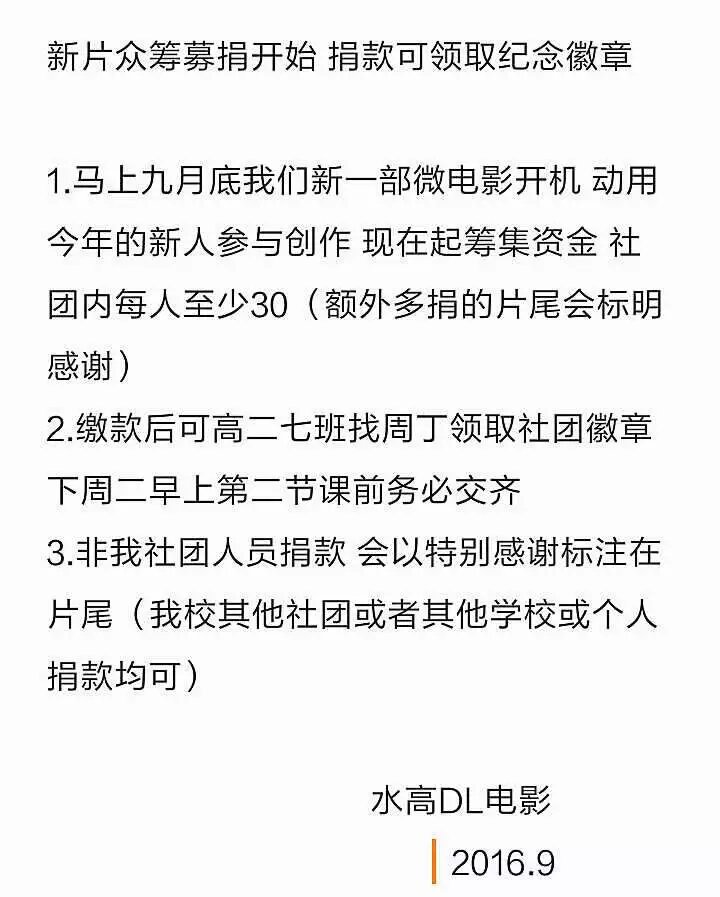 新片众筹募捐开始 捐款可领取纪念徽章
1.马上九月底我们新一部微电影开机 动用
今年的新人参与创作 现在起筹集资金 社
团内每人至少30（额外多捐的片尾会标明
感谢）
2.缴款后可高二七班找周丁领取社团徽章
下周二早上第二节课前务必交齐
3.非我社团人员捐款 会以特别感谢标注在
片尾（我校其他社团或者其他学校或个人
捐款均可）
水高DL电影
2016.9